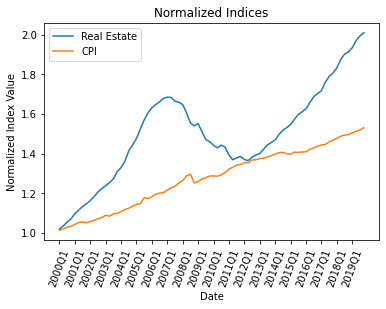 Normalized Indices
Real Estate
CPI
Normalized Index Value
2.0
1.8
1.6
1.4
1.2
1.0
2000Q1
2001Q1
2002Q1
2003Q1
2004Q1
2005Q1
2006Q1
2007Q1
2008Q1
2009Q1
2010Q1
2011Q1
2012Q1
2013Q1
2014Q1
2015Q1
2016Q1
2017Q1
2018Q1
2019Q1
Date